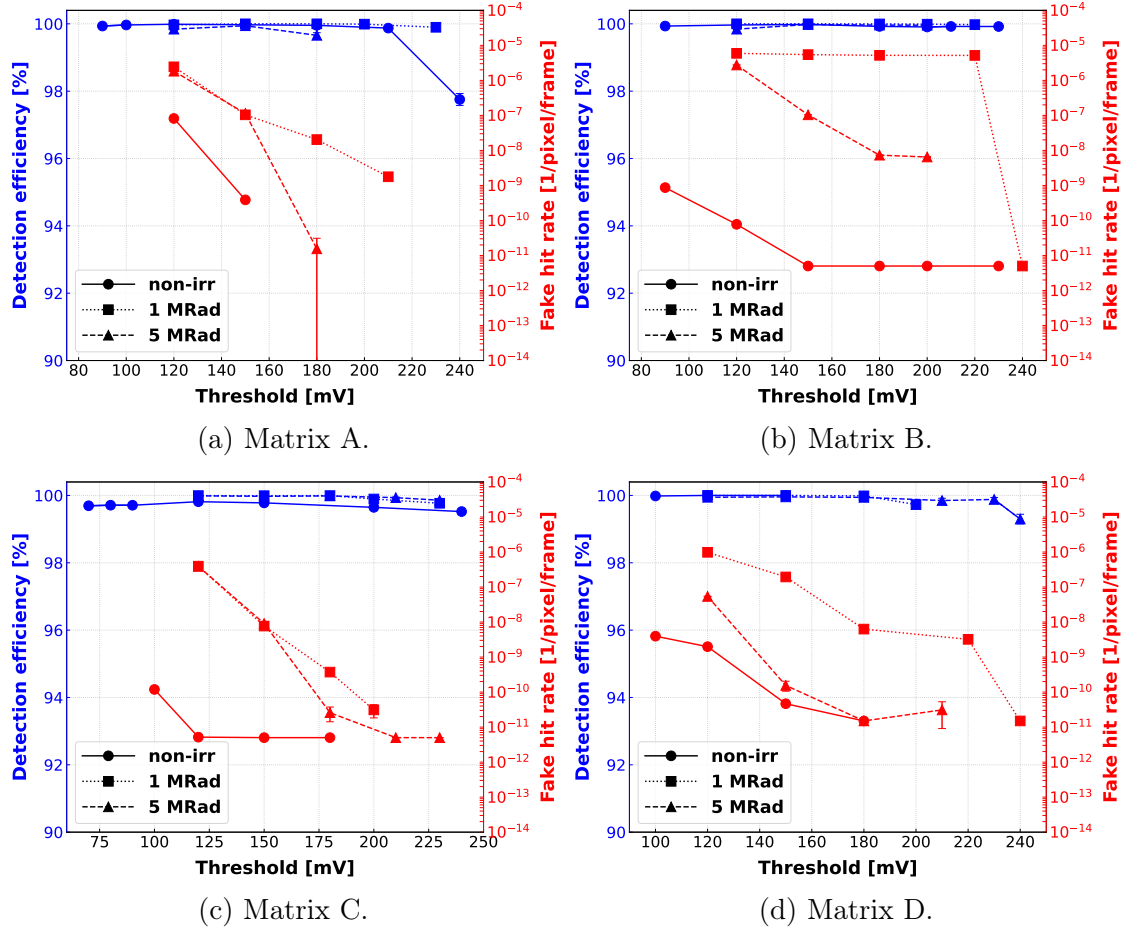 100
98
96
94
92
90
Detection efficiency [%]
80 100 120 140 160 180 200 220 240
Threshold [mV]
10⁻⁴
10⁻⁵
10⁻⁶
10⁻⁷
10⁻⁸
10⁻⁹
10⁻¹⁰
10⁻¹¹
10⁻¹²
10⁻¹³
10⁻¹⁴
Fake hit rate [1/pixel/frame]
non-irr
1 MRad
5 MRad
(a) Matrix A.
100
98
96
94
92
90
Detection efficiency [%]
80 100 120 140 160 180 200 220 240
Threshold [mV]
10⁻⁴
10⁻⁵
10⁻⁶
10⁻⁷
10⁻⁸
10⁻⁹
10⁻¹⁰
10⁻¹¹
10⁻¹²
10⁻¹³
10⁻¹⁴
Fake hit rate [1/pixel/frame]
non-irr
1 MRad
5 MRad
(b) Matrix B.
100
98
96
94
92
90
Detection efficiency [%]
75 100 125 150 175 200 225 250
Threshold [mV]
10⁻⁴
10⁻⁵
10⁻⁶
10⁻⁷
10⁻⁸
10⁻⁹
10⁻¹⁰
10⁻¹¹
10⁻¹²
10⁻¹³
10⁻¹⁴
Fake hit rate [1/pixel/frame]
non-irr
1 MRad
5 MRad
(c) Matrix C.
100
98
96
94
92
90
Detection efficiency [%]
100 120 140 160 180 200 220 240
Threshold [mV]
10⁻⁴
10⁻⁵
10⁻⁶
10⁻⁷
10⁻⁸
10⁻⁹
10⁻¹⁰
10⁻¹¹
10⁻¹²
10⁻¹³
10⁻¹⁴
Fake hit rate [1/pixel/frame]
non-irr
1 MRad
5 MRad
(d) Matrix D.